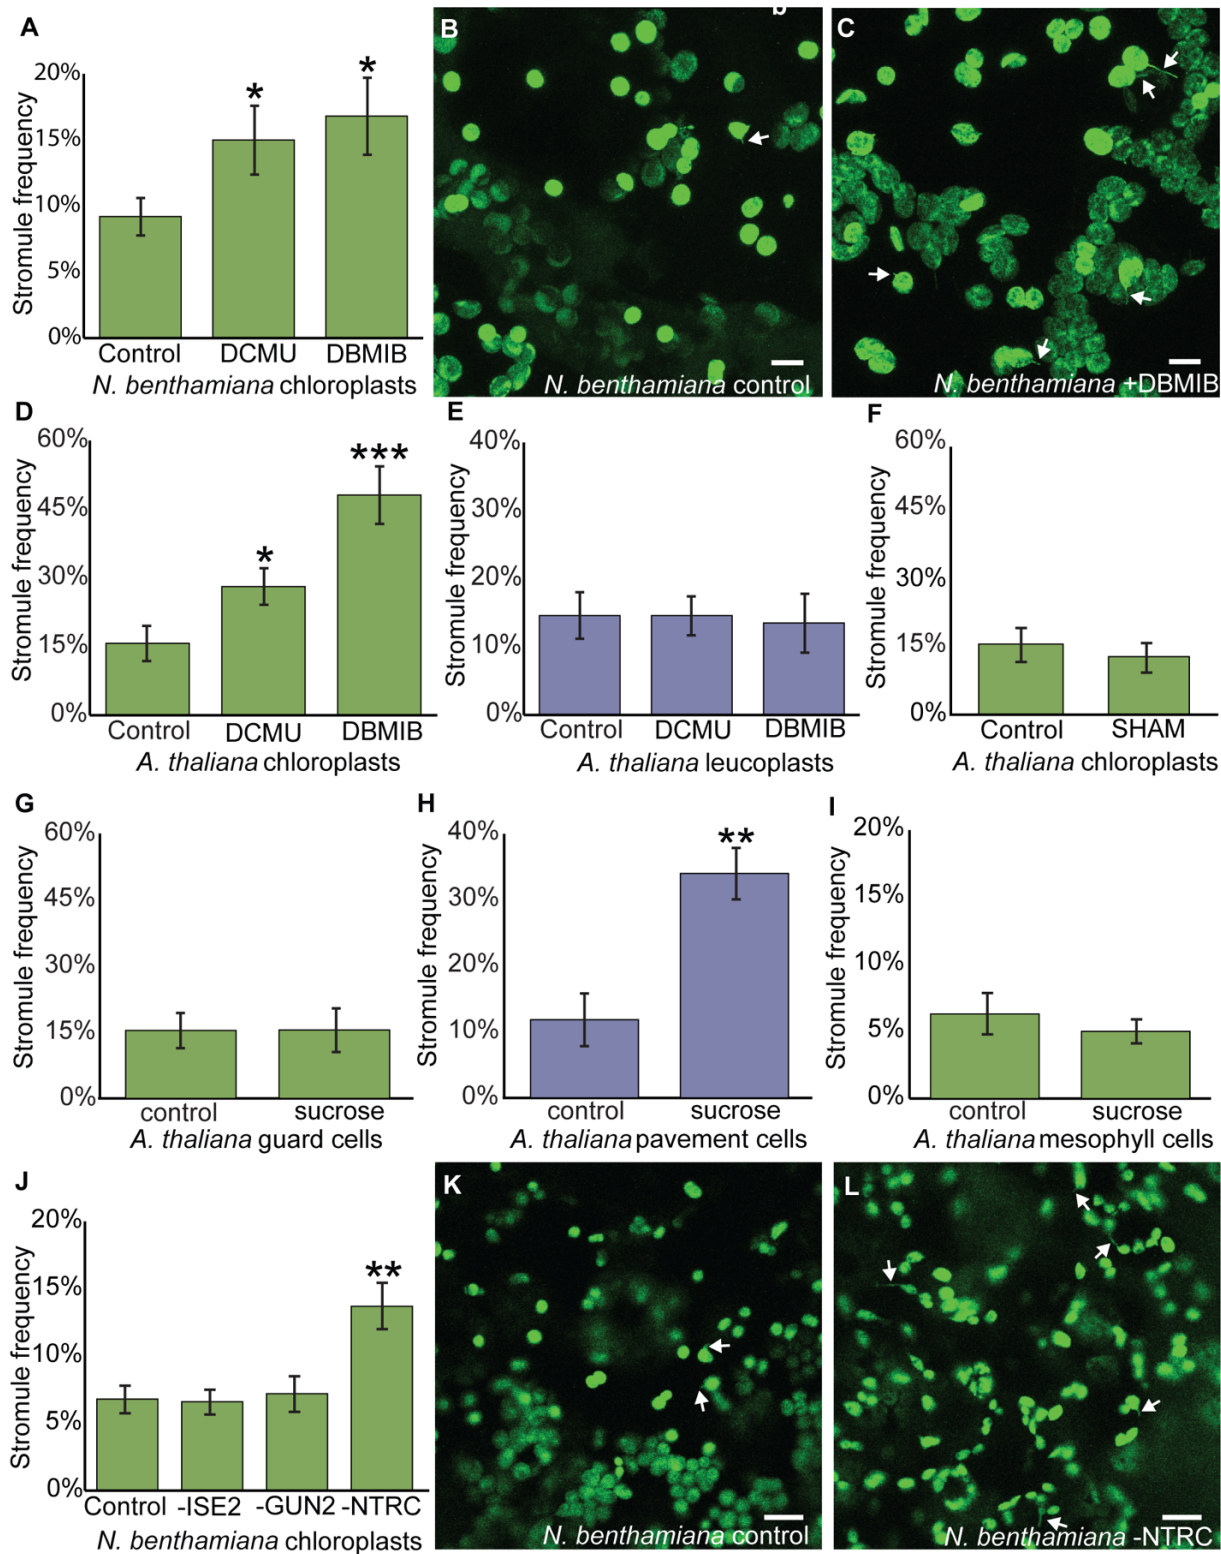 A
Stromule frequency
20%
15%
10%
5%
0%
* *
Control DCMU DBMIB
N. benthamiana chloroplasts
B
b
N. benthamiana control
C
N. benthamiana +DBMIB
D
Stromule frequency
60%
45%
30%
15%
0%
* ***
Control DCMU DBMIB
A. thaliana chloroplasts
E
Stromule frequency
40%
30%
20%
10%
0%
Control DCMU DBMIB
A. thaliana leucoplasts
F
Stromule frequency
60%
45%
30%
15%
0%
Control SHAM
A. thaliana chloroplasts
G
Stromule frequency
60%
45%
30%
15%
0%
control sucrose
A. thaliana guard cells
H
Stromule frequency
40%
30%
20%
10%
0%
**
control sucrose
A. thaliana pavement cells
I
Stromule frequency
20%
15%
10%
5%
0%
control sucrose
A. thaliana mesophyll cells
J
Stromule frequency
20%
15%
10%
5%
0%
**
Control -ISE2 -GUN2 -NTRC
N. benthamiana chloroplasts
K
N. benthamiana control
L
N. benthamiana -NTRC